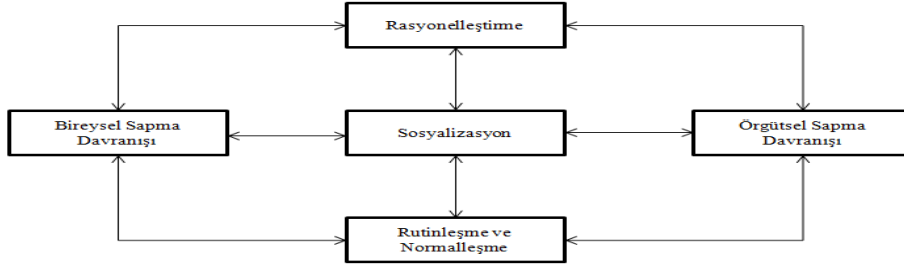 Rasyonelleştirme
Bireysel Sapma
Davranışı
Sosyalizasyon
Örgütsel Sapma
Davranışı
Rutinleşme ve
Normalleşme